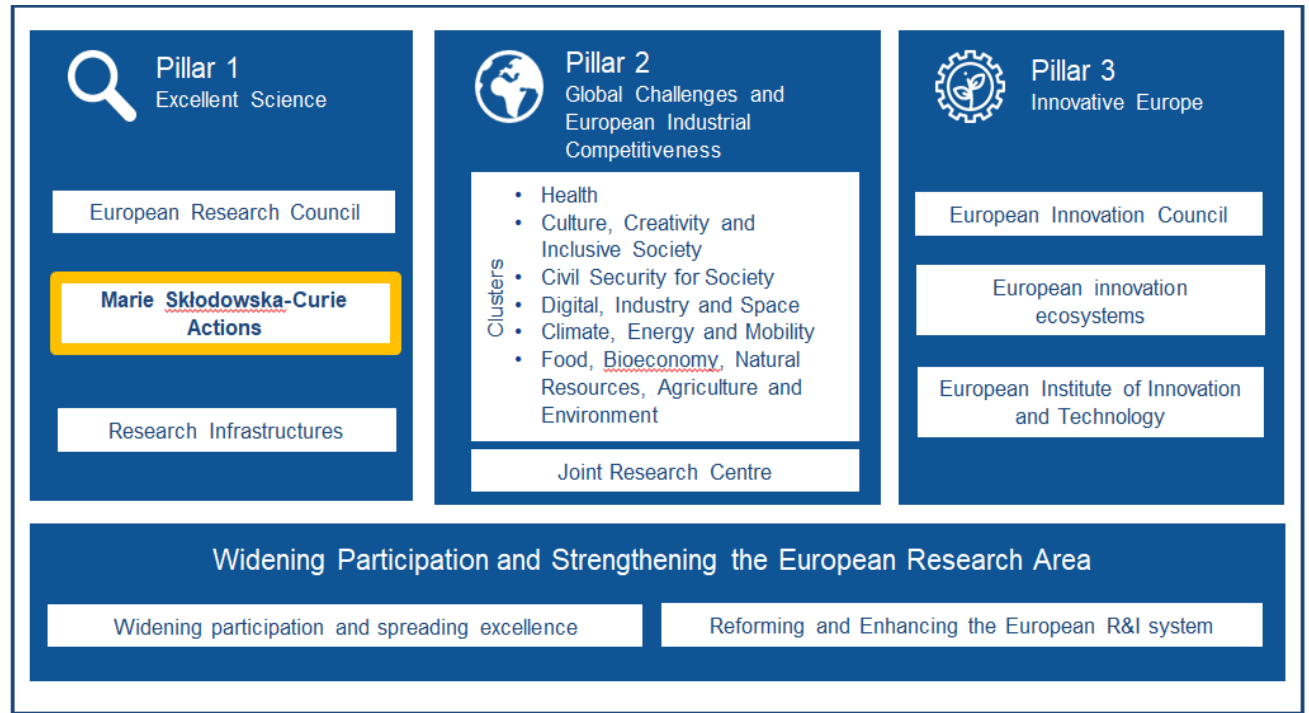 Pillar 1
Excellent Science
European Research Council
Marie Skłodowska-Curie
Actions
Research Infrastructures
Pillar 2
Global Challenges and
European Industrial
Competitiveness
Clusters
• Health
• Culture, Creativity and
Inclusive Society
• Civil Security for Society
• Digital, Industry and Space
• Climate, Energy and Mobility
• Food, Bioeconomy, Natural
Resources, Agriculture and
Environment
Joint Research Centre
Pillar 3
Innovative Europe
European Innovation Council
European innovation
ecosystems
European Institute of Innovation
and Technology
Widening Participation and Strengthening the European Research Area
Widening participation and spreading excellence
Reforming and Enhancing the European R&I system